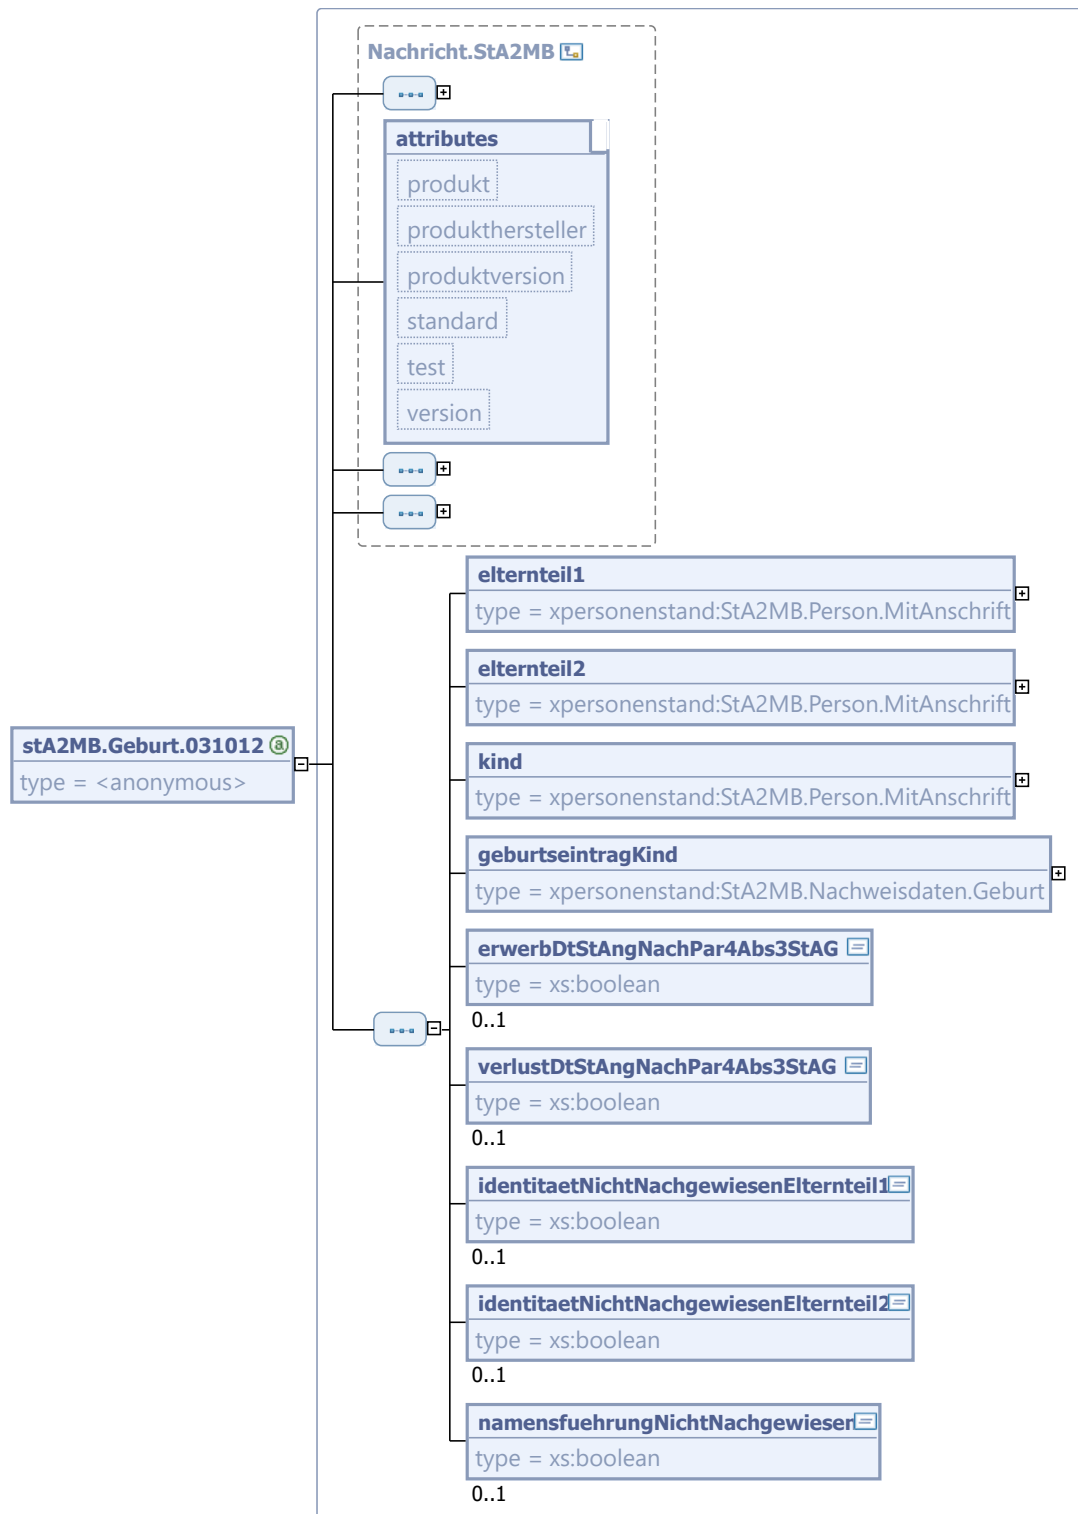 Nachricht.StA2MB
attributes
produkt
produkthersteller
produktversion
standard
test
version
elternteil1
type = xpersonenstand:StA2MB.Person.MitAnschrift
elternteil2
type = xpersonenstand:StA2MB.Person.MitAnschrift
stA2MB.Geburt.031012
type = <anonymous>
kind
type = xpersonenstand:StA2MB.Person.MitAnschrift
geburtseintragKind
type = xpersonenstand:StA2MB.Nachweisdaten.Geburt
erwerbDtStAngNachPar4Abs3StAG
type = xs:boolean
0..1
verlustDtStAngNachPar4Abs3StAG
type = xs:boolean
0..1
identitaetNichtNachgewiesenElternteil1
type = xs:boolean
0..1
identitaetNichtNachgewiesenElternteil2
type = xs:boolean
0..1
namensfuehrungNichtNachgewiesen
type = xs:boolean
0..1